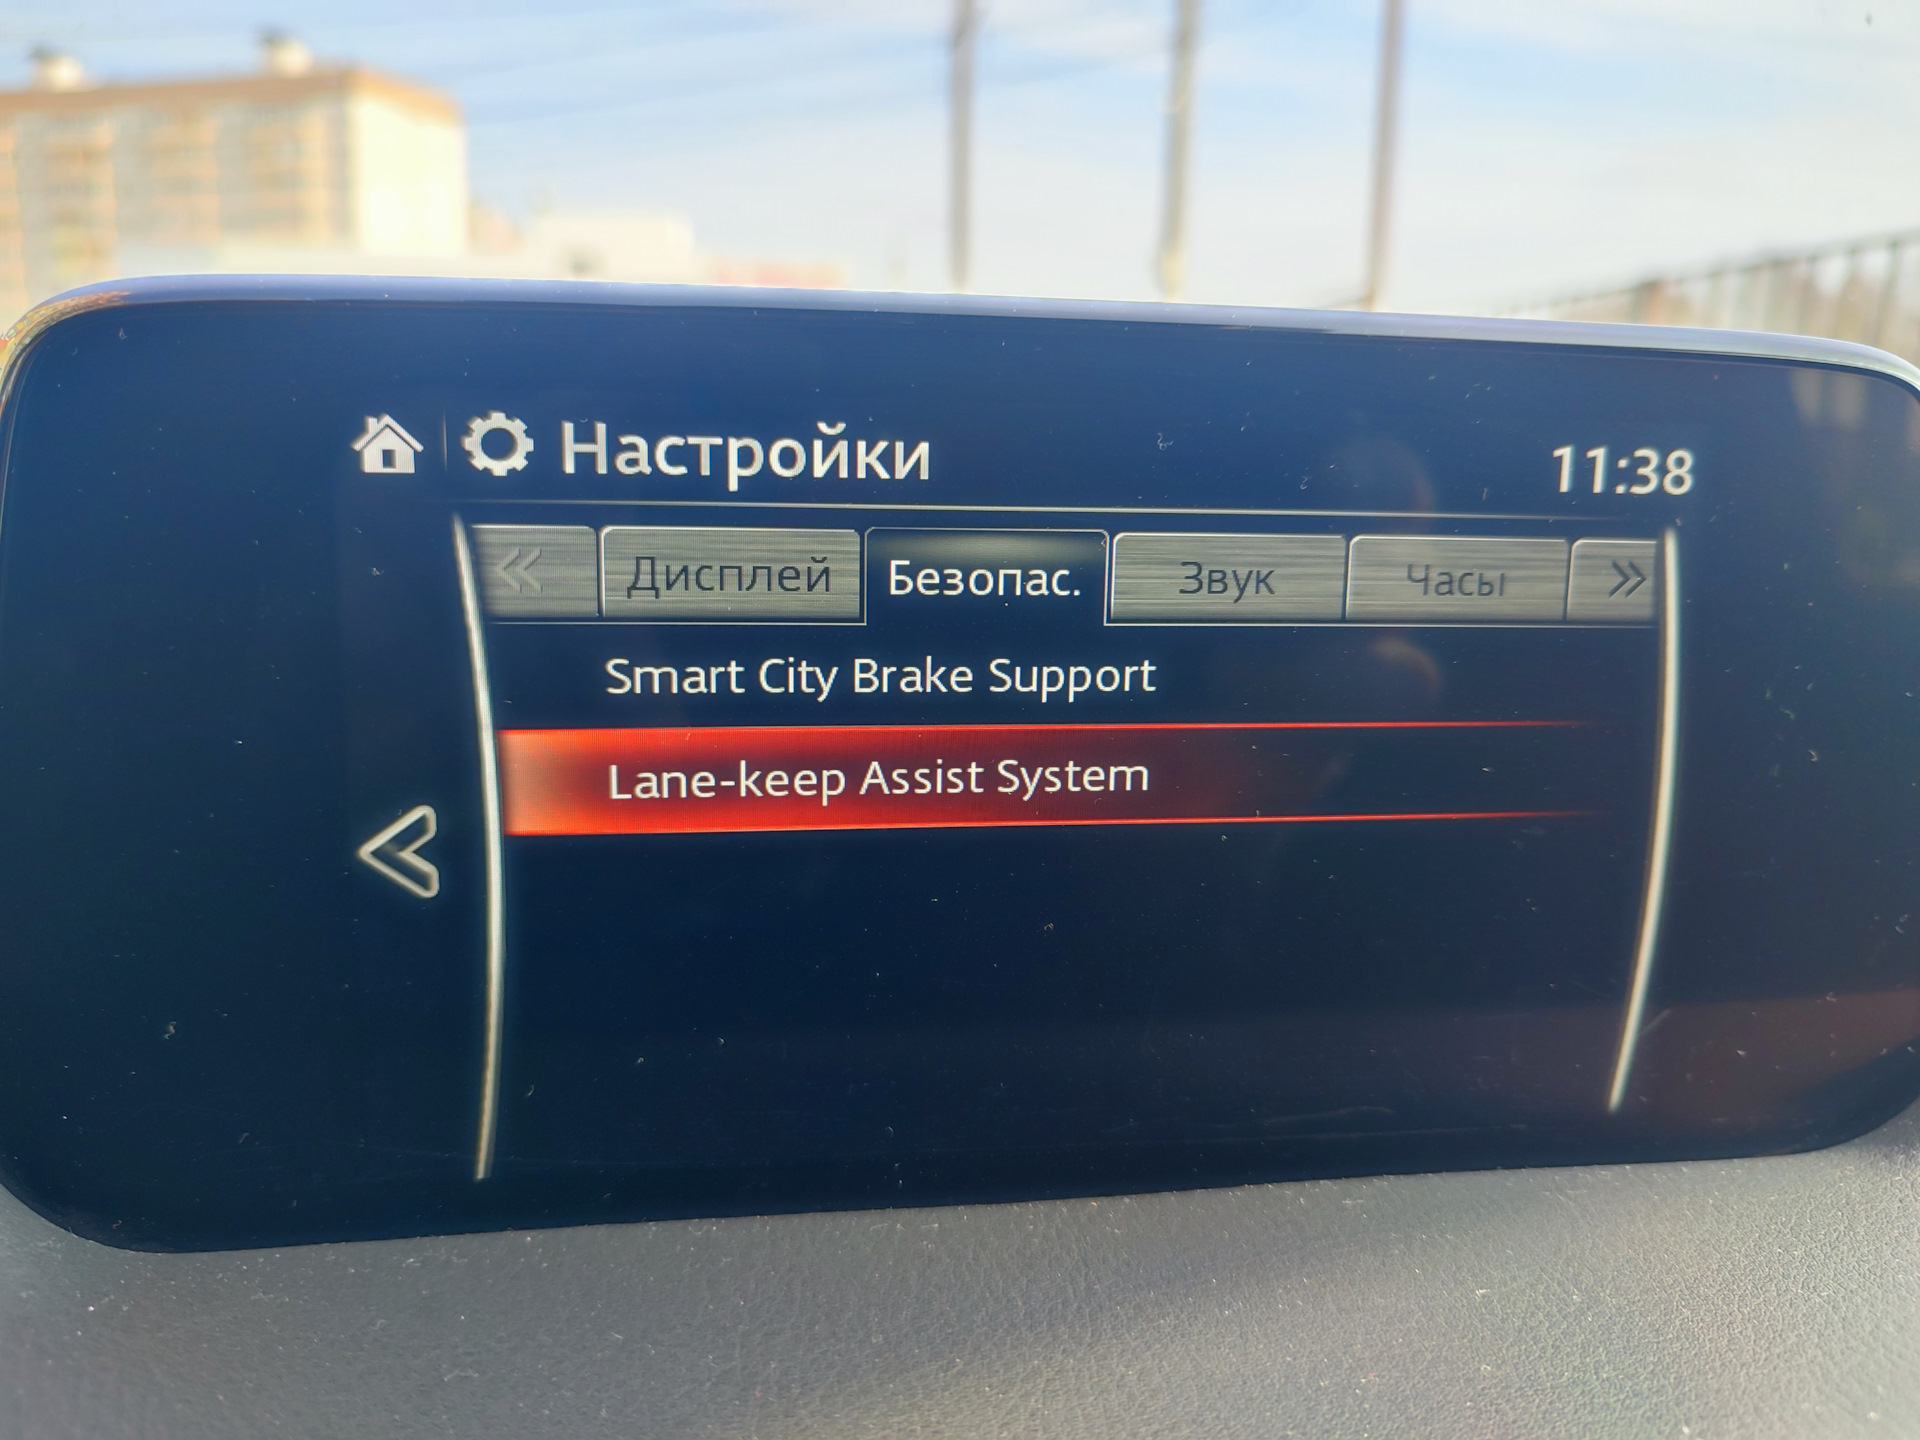 Настройки
11:38
Дисплей
Безопас.
Звук
Часы
Smart City Brake Support
Lane-keep Assist System